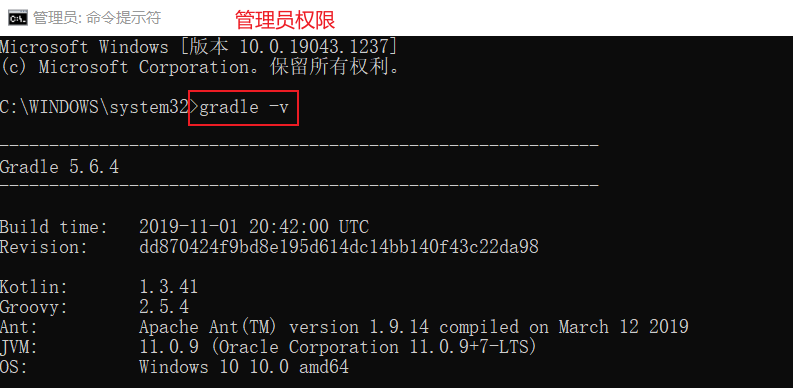 管理员: 命令提示符
管理员权限
Microsoft Windows [版本 10.0.19043.1237]
(c) Microsoft Corporation。保留所有权利。
C:\WINDOWS\system32>gradle -v
------------------------------------------------------------
Gradle 5.6.4
------------------------------------------------------------
Build time:   2019-11-01 20:42:00 UTC
Revision:     dd870424f9bd8e195d614dc14bb140f43c22da98
Kotlin:       1.3.41
Groovy:       2.5.4
Ant:          Apache Ant(TM) version 1.9.14 compiled on March 12 2019
JVM:          11.0.9 (Oracle Corporation 11.0.9+7-LTS)
OS:           Windows 10 10.0 amd64